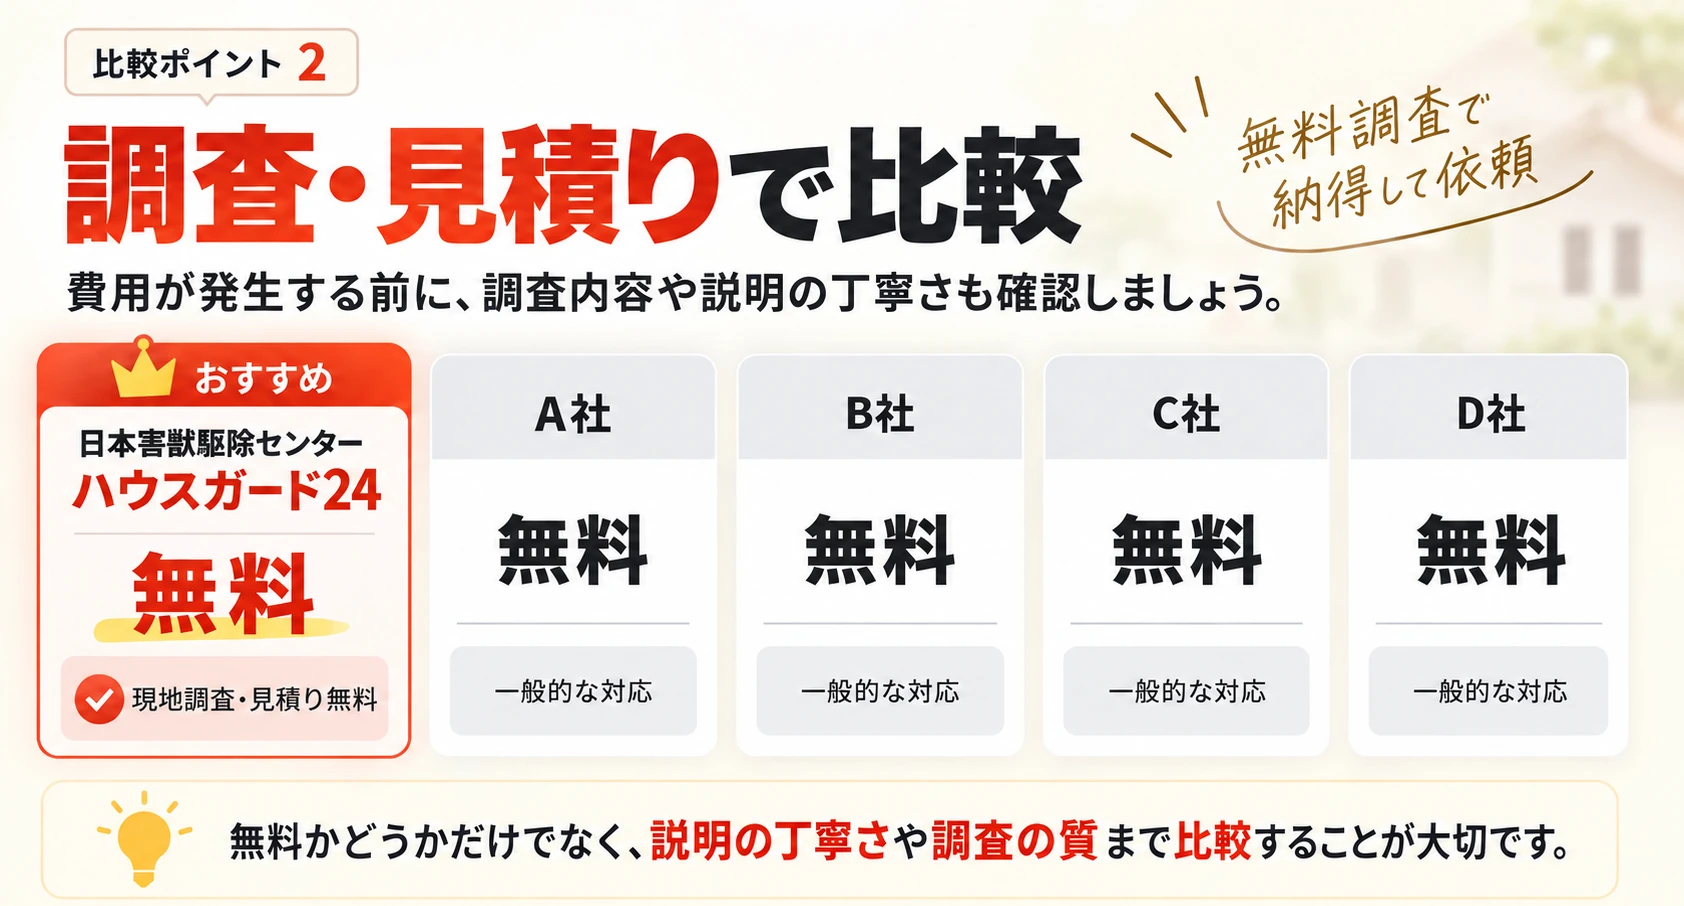 比較ポイント 2
調査・見積りで比較
無料調査で
納得して依頼
費用が発生する前に、調査内容や説明の丁寧さも確認しましょう。
おすすめ
日本害獣駆除センター
ハウスガード24
無料
現地調査・見積り無料
A社
無料
一般的な対応
B社
無料
一般的な対応
C社
無料
一般的な対応
D社
無料
一般的な対応
無料かどうかだけでなく、説明の丁寧さや調査の質まで比較することが大切です。